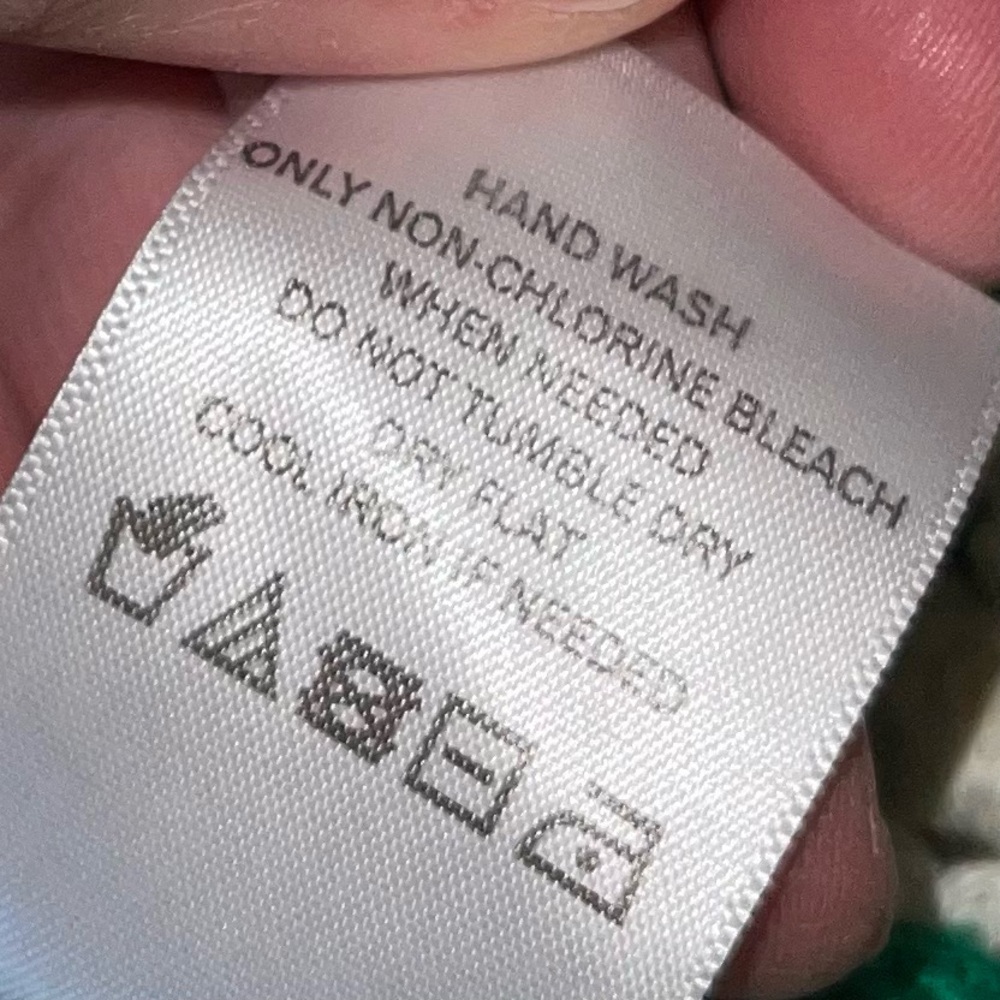 HAND WASH
ONLY NON-CHLORINE BLEACH
WHEN NEEDED
DO NOT TUMBLE DRY
DRY FLAT
COOL IRON IF NEEDED